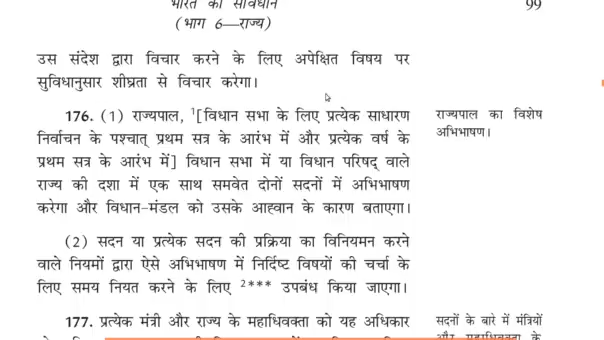 भारत का संविधान
99
(भाग 6—राज्य)
उस संदेश द्वारा विचार करने के लिए अपेक्षित विषय पर
सुविधानुसार शीघ्रता से विचार करेगा।
176. (1) राज्यपाल, ¹[विधान सभा के लिए प्रत्येक साधारण
निर्वाचन के पश्चात् प्रथम सत्र के आरंभ में और प्रत्येक वर्ष के
प्रथम सत्र के आरंभ में] विधान सभा में या विधान परिषद् वाले
राज्य की दशा में एक साथ समवेत दोनों सदनों में अभिभाषण
करेगा और विधान-मंडल को उसके आह्वान के कारण बताएगा।
राज्यपाल का विशेष
अभिभाषण।
(2) सदन या प्रत्येक सदन की प्रक्रिया का विनियमन करने
वाले नियमों द्वारा ऐसे अभिभाषण में निर्दिष्ट विषयों की चर्चा के
लिए समय नियत करने के लिए ²*** उपबंध किया जाएगा।
177. प्रत्येक मंत्री और राज्य के महाधिवक्ता को यह अधिकार
सदनों के बारे में मंत्रियों
और महाधिवक्ता के